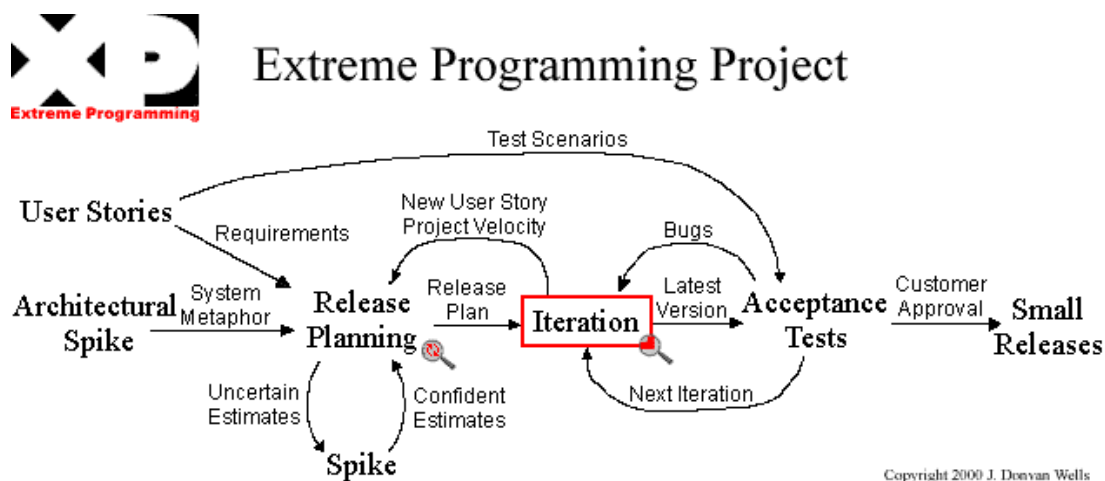 XP
Extreme Programming
Extreme Programming Project
Test Scenarios
User Stories
New User Story
Project Velocity
Bugs
Requirements
Architectural
Spike
System
Metaphor
Release
Planning
Release
Plan
Iteration
Latest
Version
Acceptance
Tests
Customer
Approval
Small
Releases
Uncertain
Estimates
Confident
Estimates
Next Iteration
Spike
Copyright 2000 J. Donvan Wells